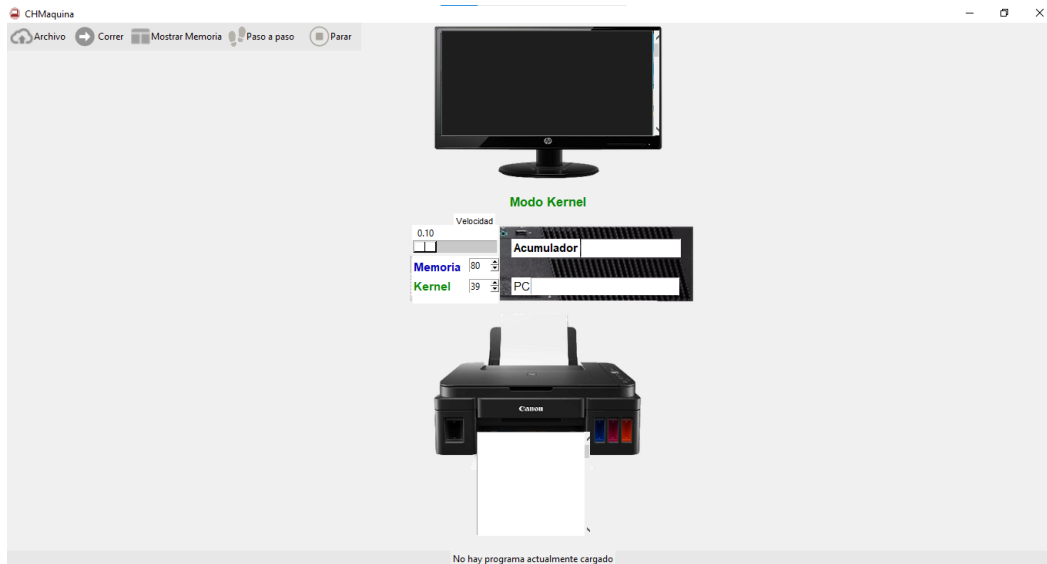 CHMaquina
Archivo Correr Mostrar Memoria Paso a paso Parar
hp
Modo Kernel
Velocidad
0.10
Acumulador
Memoria 80
Kernel 39
PC
Canon
No hay programa actualmente cargado